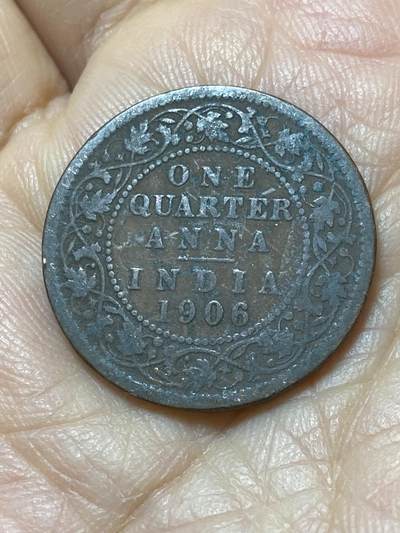 ONE
QUARTER
ANNA
INDIA
1906